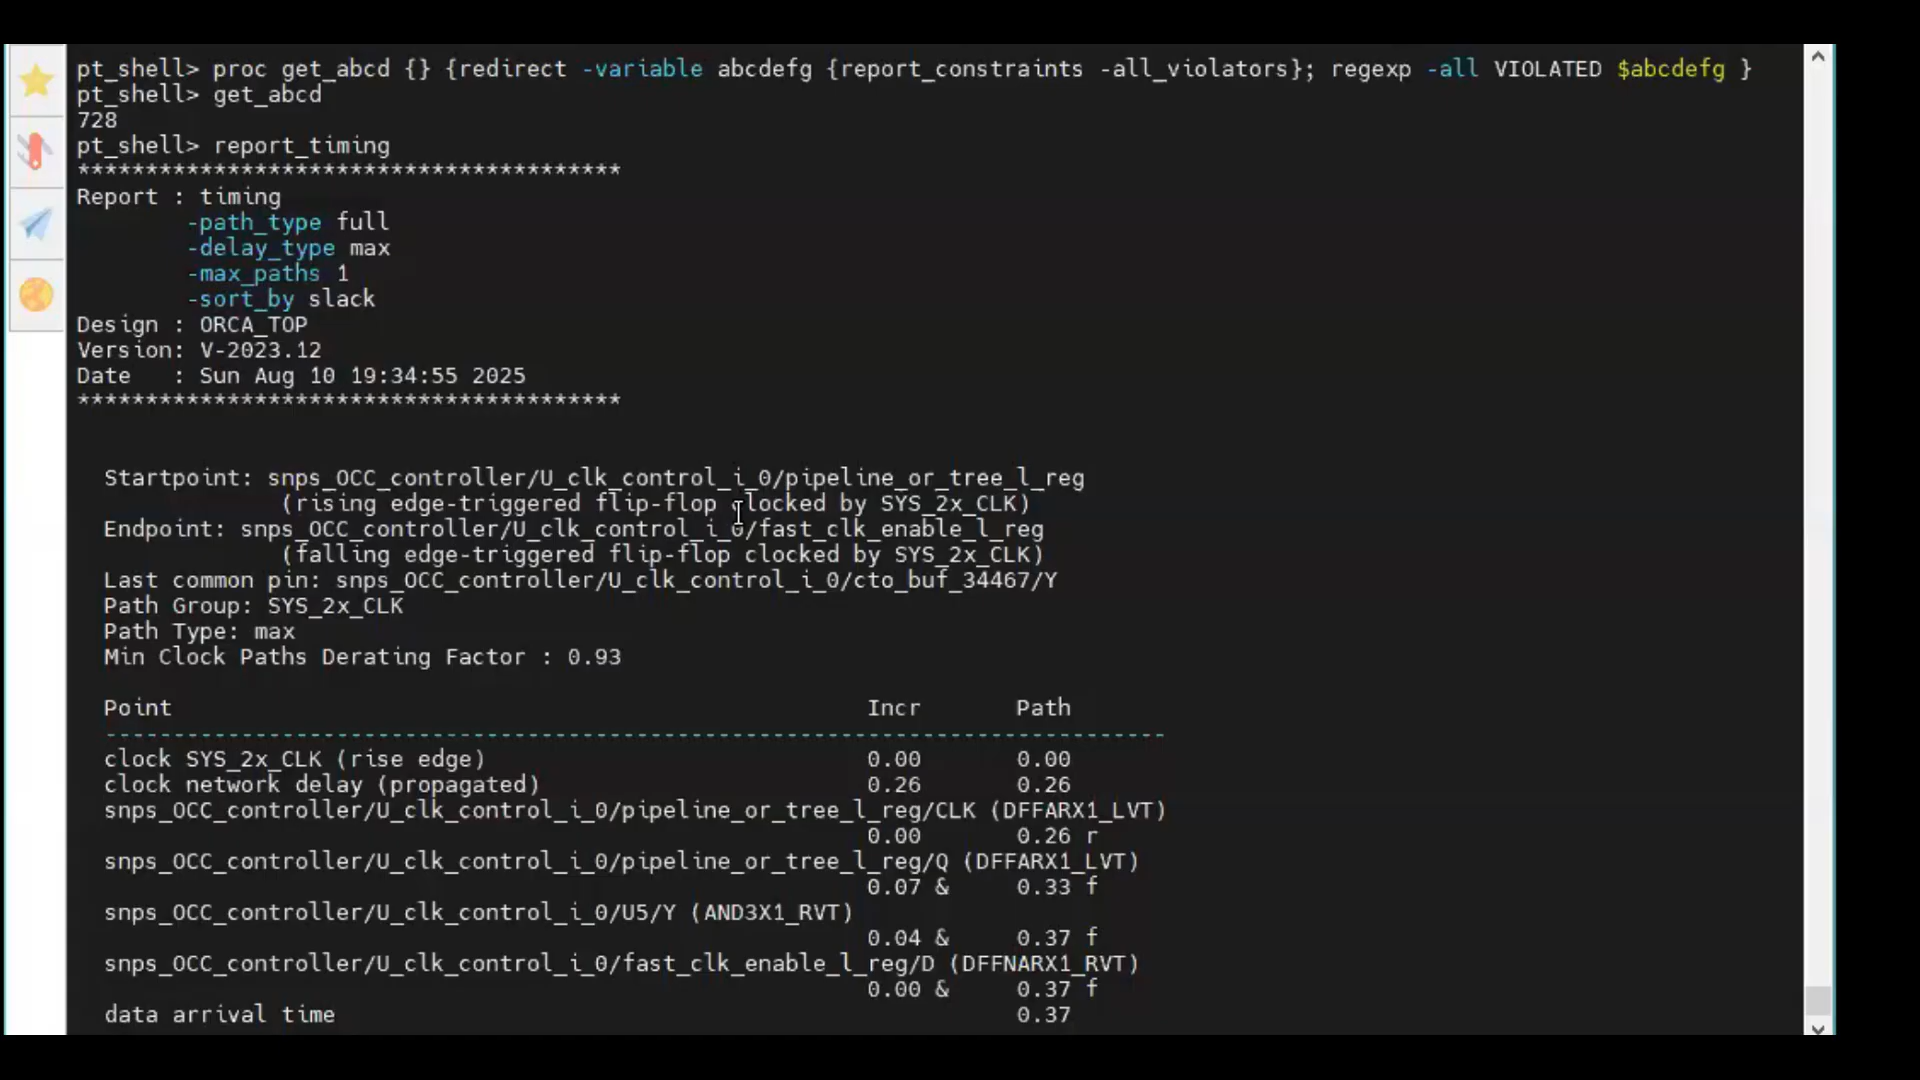 pt_shell> proc get_abcd {} {redirect -variable abcdefg {report_constraints -all_violators}; regexp -all VIOLATED $abcdefg }
pt_shell> get_abcd
728
pt_shell> report_timing
****************************************
Report : timing
-path_type full
-delay_type max
-max_paths 1
-sort_by slack
Design : ORCA_TOP
Version: V-2023.12
Date   : Sun Aug 10 19:34:55 2025
****************************************
Startpoint: snps_OCC_controller/U_clk_control_i_0/pipeline_or_tree_l_reg
(rising edge-triggered flip-flop clocked by SYS_2x_CLK)
Endpoint: snps_OCC_controller/U_clk_control_i_0/fast_clk_enable_l_reg
(falling edge-triggered flip-flop clocked by SYS_2x_CLK)
Last common pin: snps_OCC_controller/U_clk_control_i_0/cto_buf_34467/Y
Path Group: SYS_2x_CLK
Path Type: max
Min Clock Paths Derating Factor : 0.93
Point Incr Path
------------------------------------------------------------------------------
clock SYS_2x_CLK (rise edge) 0.00 0.00
clock network delay (propagated) 0.26 0.26
snps_OCC_controller/U_clk_control_i_0/pipeline_or_tree_l_reg/CLK (DFFARX1_LVT)
0.00 0.26 r
snps_OCC_controller/U_clk_control_i_0/pipeline_or_tree_l_reg/Q (DFFARX1_LVT)
0.07 & 0.33 f
snps_OCC_controller/U_clk_control_i_0/U5/Y (AND3X1_RVT)
0.04 & 0.37 f
snps_OCC_controller/U_clk_control_i_0/fast_clk_enable_l_reg/D (DFFNARX1_RVT)
0.00 & 0.37 f
data arrival time 0.37